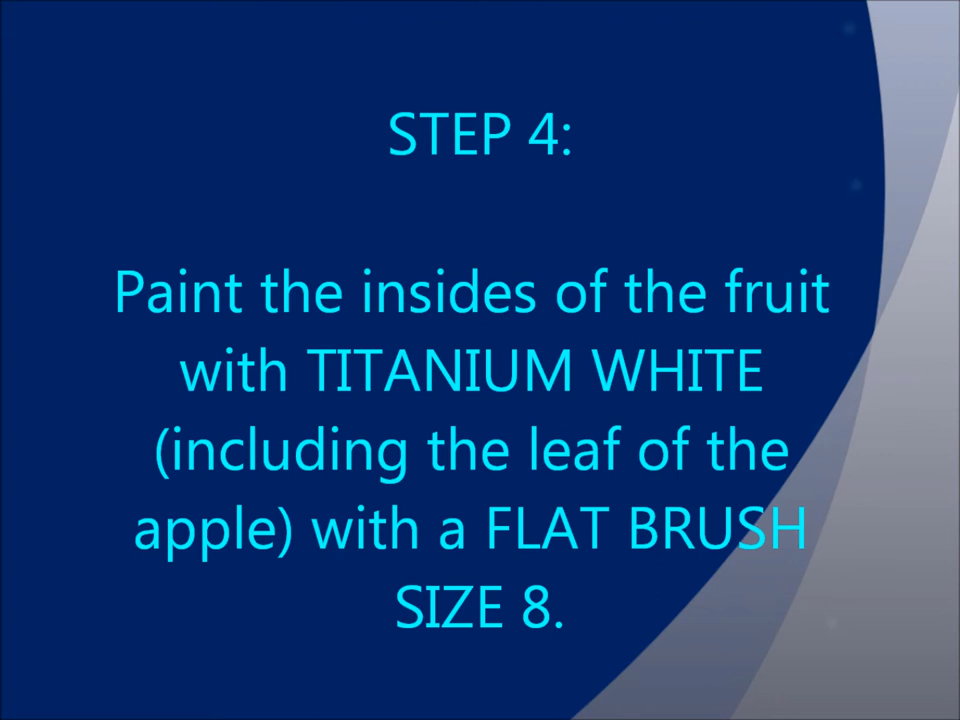 STEP 4:
Paint the insides of the fruit
with TITANIUM WHITE
(including the leaf of the
apple) with a FLAT BRUSH
SIZE 8.